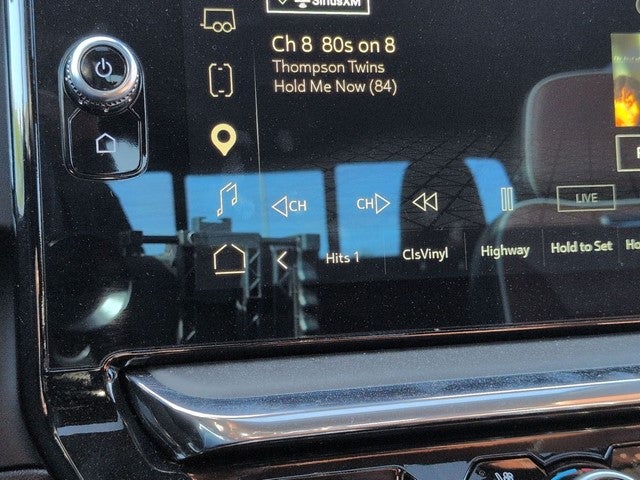 SiriusXM
Ch 8 80s on 8
Thompson Twins
Hold Me Now (84)
CH CH LIVE
Hits 1 ClsVinyl Highway Hold to Set Ho